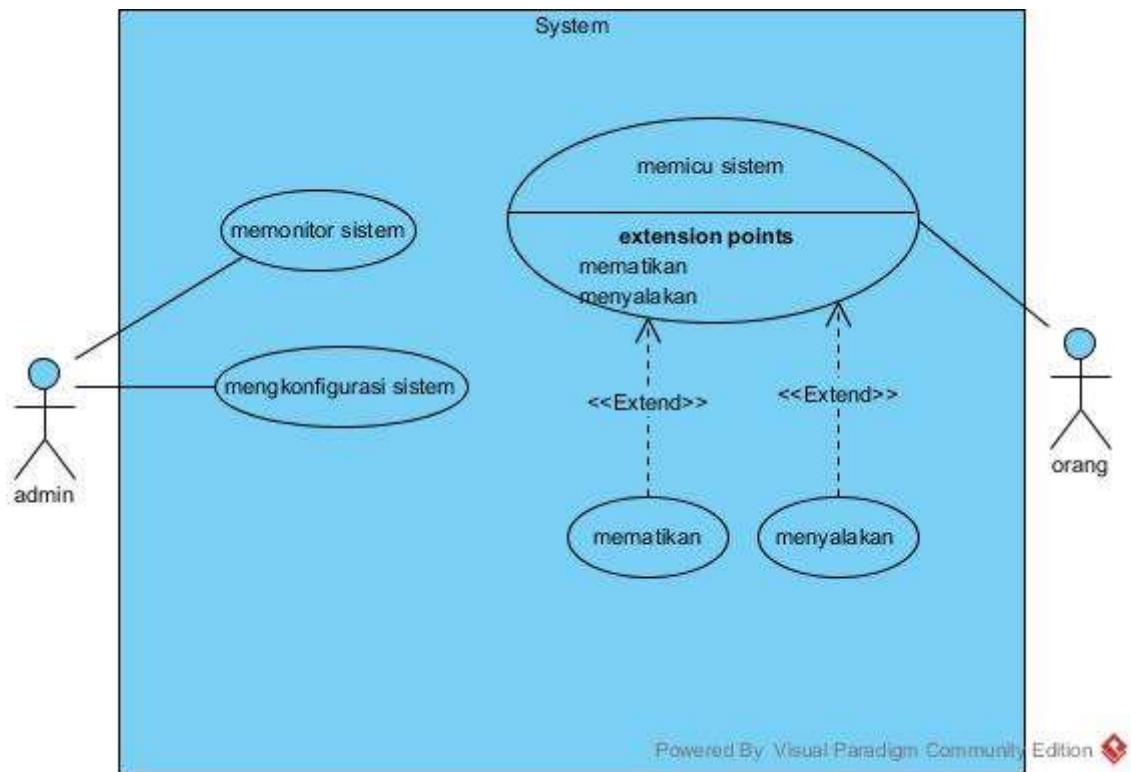 System
memicu sistem
memonitor sistem
extension points
mematikan
menyalakan
mengkonfigurasi sistem
<<Extend>>
<<Extend>>
admin
orang
mematikan
menyalakan
Powered By Visual Paradigm Community Edition